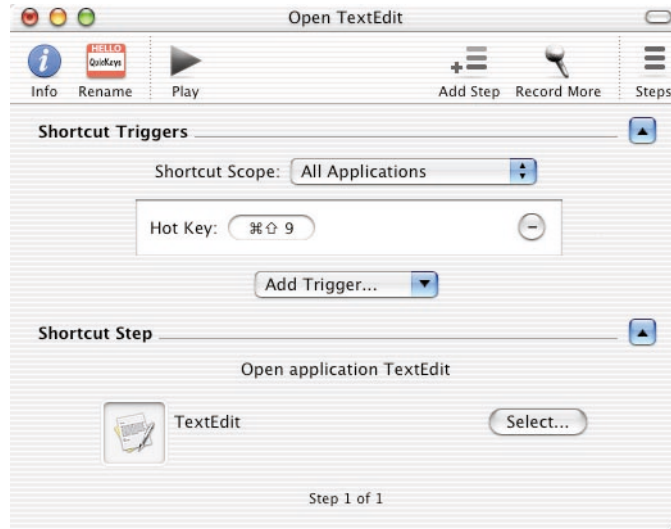 Open TextEdit
HELLO
QuicKeys
Info Rename Play Add Step Record More Steps
Shortcut Triggers
Shortcut Scope: All Applications
Hot Key: ⌘⇧ 9
Add Trigger...
Shortcut Step
Open application TextEdit
TextEdit Select...
Step 1 of 1